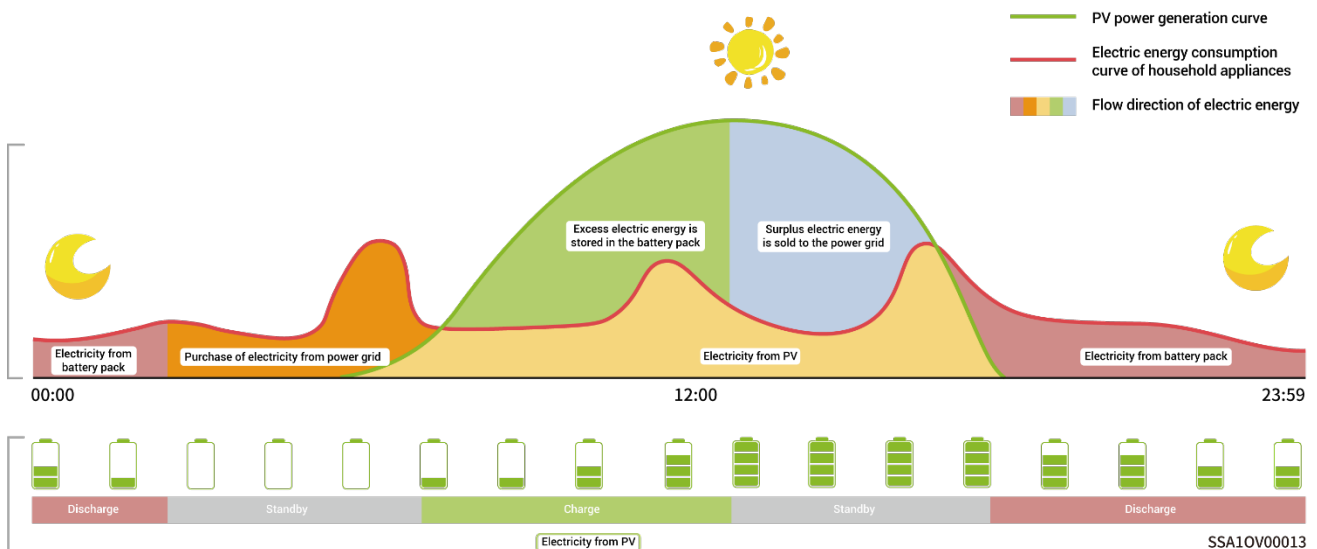 PV power generation curve
Electric energy consumption
curve of household appliances
Flow direction of electric energy
Excess electric energy is
stored in the battery pack
Surplus electric energy
is sold to the power grid
Electricity from
battery pack
Purchase of electricity from power grid
Electricity from PV
Electricity from battery pack
00:00
12:00
23:59
Discharge
Standby
Charge
Standby
Discharge
Electricity from PV
SSA1OV00013